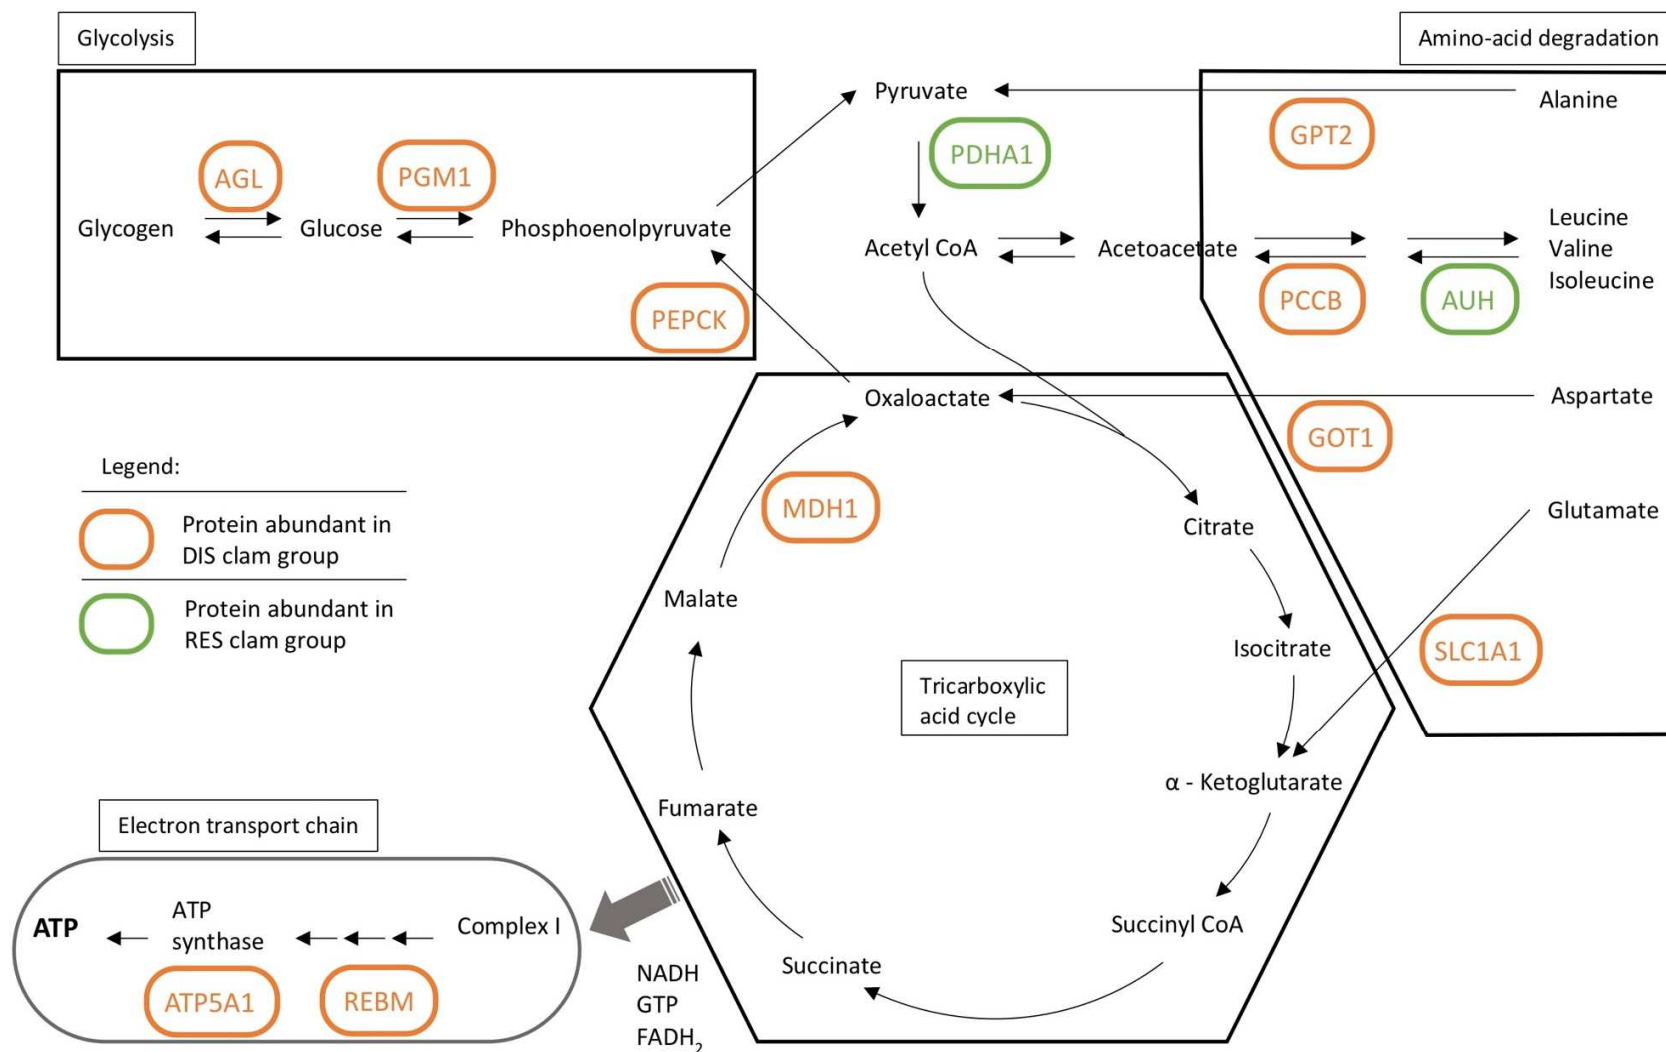 Glycolysis
Amino-acid degradation
Pyruvate
Alanine
PDHA1
GPT2
AGL
PGM1
Glycogen
Glucose
Phosphoenolpyruvate
Acetyl CoA
Acetoacetate
Leucine
Valine
Isoleucine
PCCB
AUH
PEPCK
Oxaloactate
Aspartate
GOT1
Legend:
Protein abundant in
DIS clam group
Protein abundant in
RES clam group
MDH1
Citrate
Glutamate
Malate
Isocitrate
SLC1A1
Tricarboxylic
acid cycle
α - Ketoglutarate
Fumarate
Succinyl CoA
Succinate
Electron transport chain
ATP
ATP
synthase
Complex I
ATP5A1
REBM
NADH
GTP
FADH₂